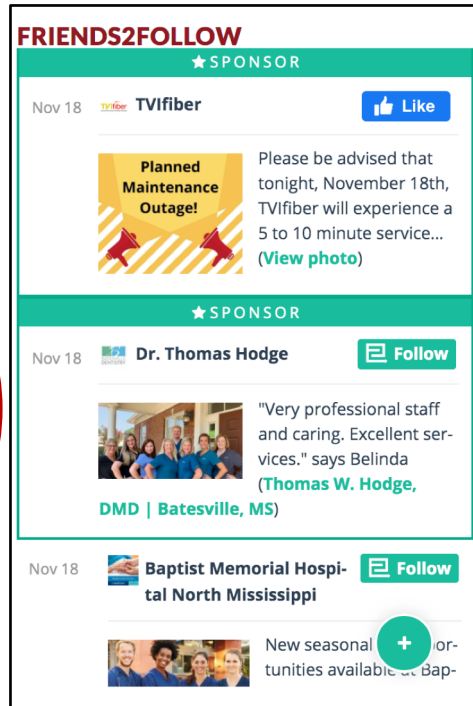 FRIENDS2FOLLOW
★SPONSOR
Nov 18 TVIfiber TVIfiber Like
Planned
Maintenance
Outage!
Please be advised that
tonight, November 18th,
TVIfiber will experience a
5 to 10 minute service...
(View photo)
★SPONSOR
Nov 18 Dr. Thomas Hodge Follow
"Very professional staff
and caring. Excellent ser-
vices." says Belinda
(Thomas W. Hodge,
DMD | Batesville, MS)
Nov 18 Baptist Memorial Hospi- Follow
tal North Mississippi
+
New seasonal
tunities available at Bap-